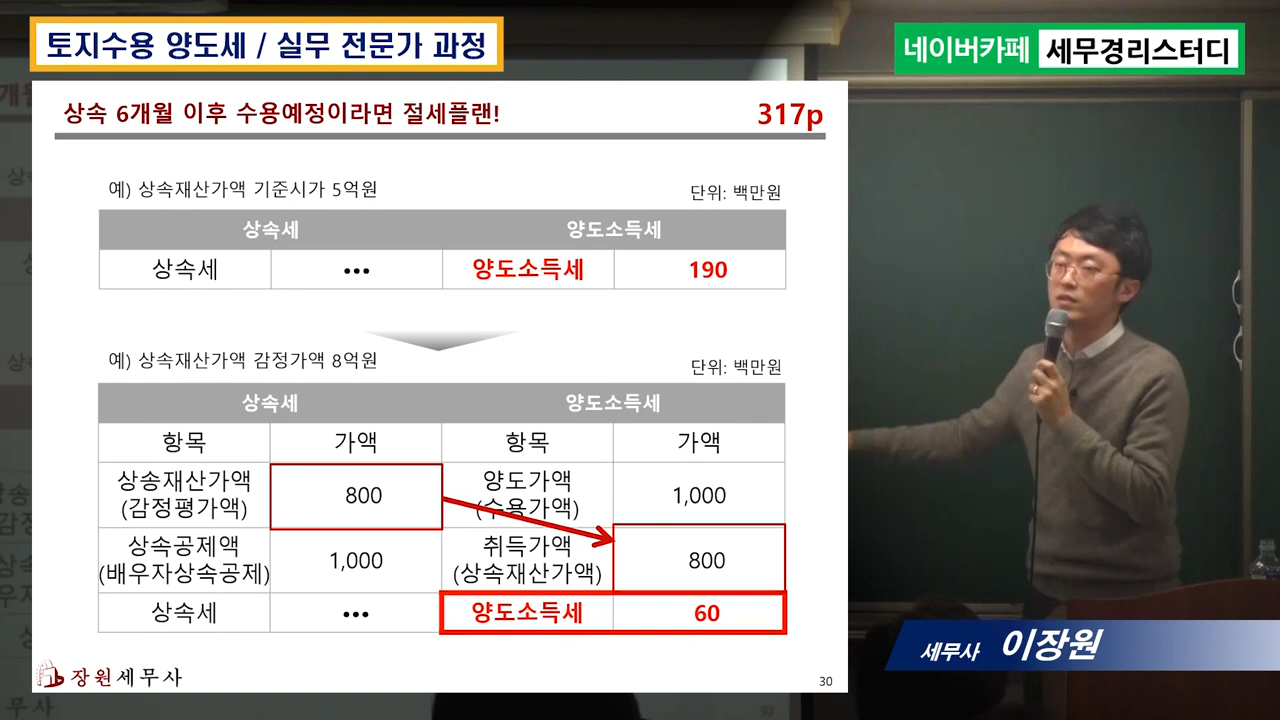 토지수용 양도세 / 실무 전문가 과정
네이버카페 세무경리스터디
상속 6개월 이후 수용예정이라면 절세플랜!
317p
예) 상속재산가액 기준시가 5억원
단위: 백만원
상속세 양도소득세
상속세 ••• 양도소득세 190
예) 상속재산가액 감정가액 8억원
단위: 백만원
상속세 양도소득세
항목 가액 항목 가액
상송재산가액
(감정평가액)
800
양도가액
(수용가액)
1,000
상속공제액
(배우자상속공제)
1,000
취득가액
(상속재산가액)
800
상속세 ••• 양도소득세 60
장원세무사
30
세무사 이장원